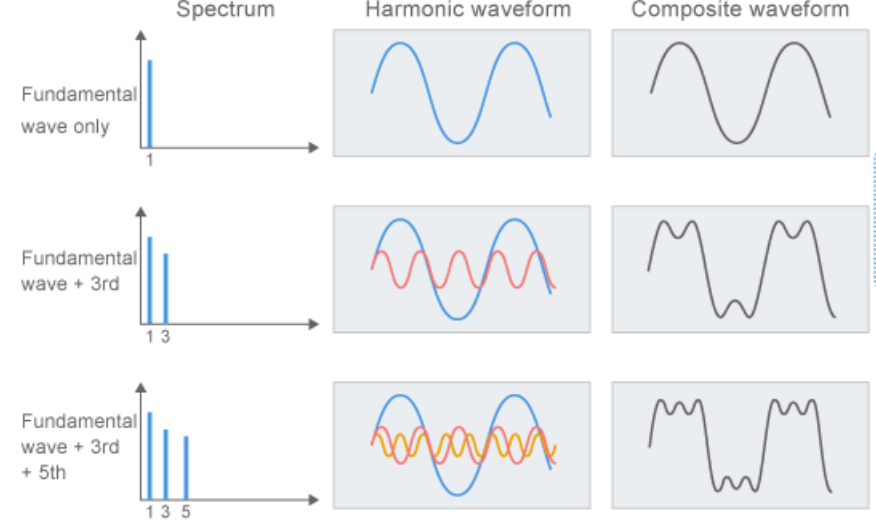 Spectrum
Harmonic waveform
Composite waveform
Fundamental
wave only
1
Fundamental
wave + 3rd
1 3
Fundamental
wave + 3rd
+ 5th
1 3 5